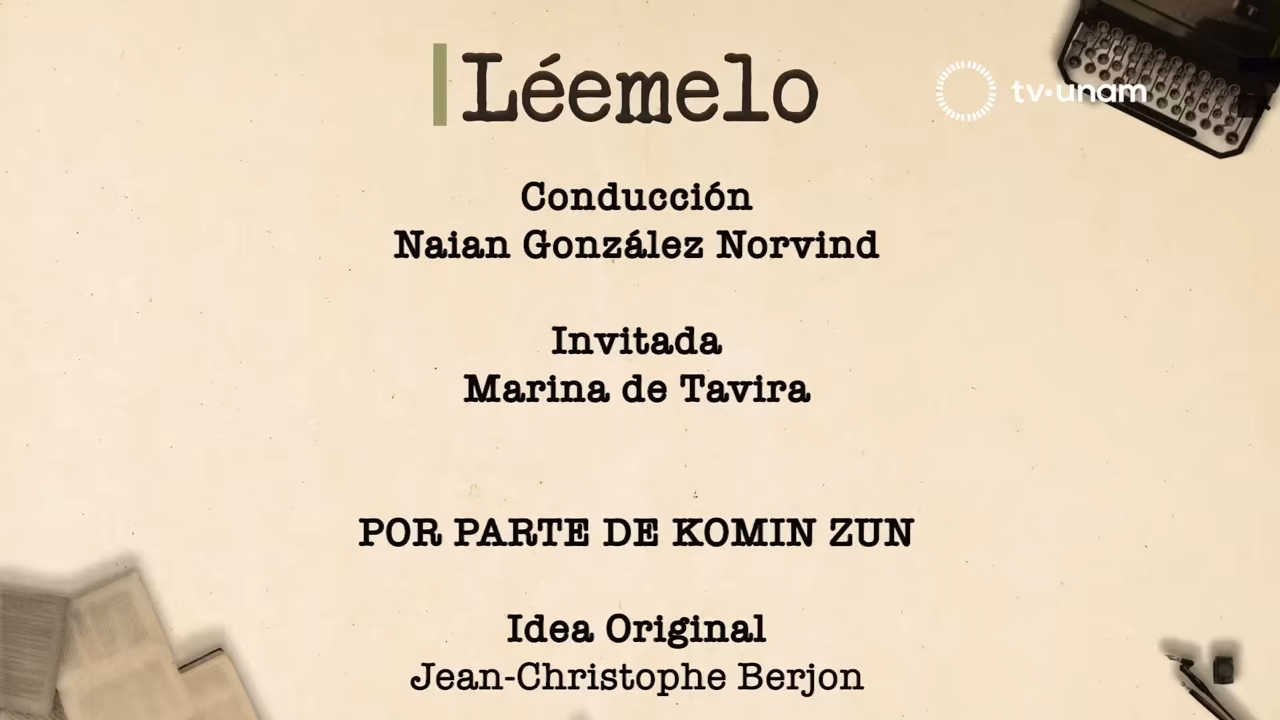 Léemelo
tv·unam
Conducción
Naian González Norvind
Invitada
Marina de Tavira
POR PARTE DE KOMIN ZUN
Idea Original
Jean-Christophe Berjon